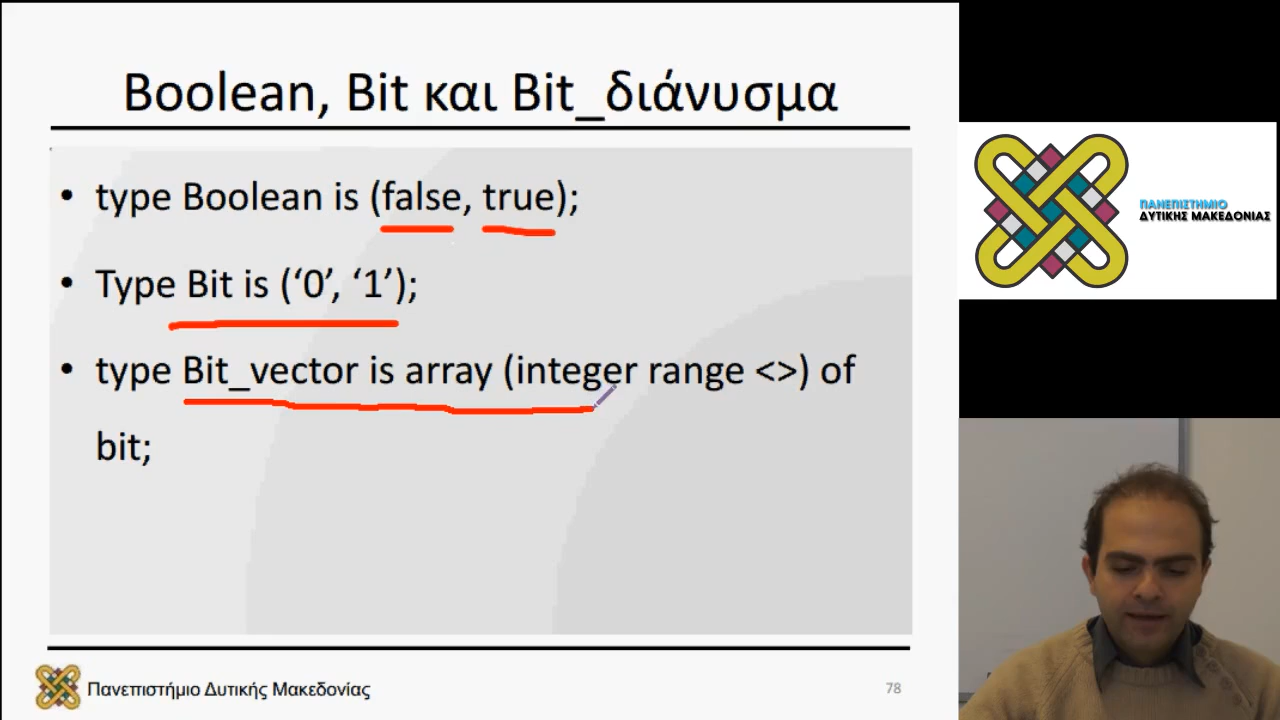 Boolean, Bit και Bit_διάνυσμα
• type Boolean is (false, true);
• Type Bit is (‘0’, ‘1’);
• type Bit_vector is array (integer range <>) of
bit;
Πανεπιστήμιο Δυτικής Μακεδονίας
78
ΠΑΝΕΠΙΣΤΗΜΙΟ
ΔΥΤΙΚΗΣ ΜΑΚΕΔΟΝΙΑΣ